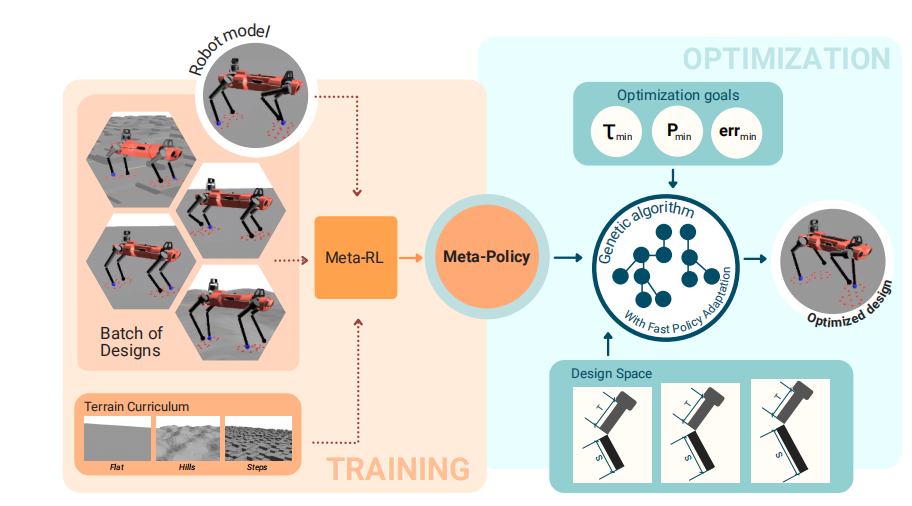 Robot model
OPTIMIZATION
Optimization goals
τmin
Pmin
errmin
Genetic algorithm
With Fast Policy Adaptation
Meta-RL
Meta-Policy
Optimized design
Batch of
Designs
Design Space
T
S
T
S
T
S
Terrain Curriculum
Flat
Hills
Steps
TRAINING